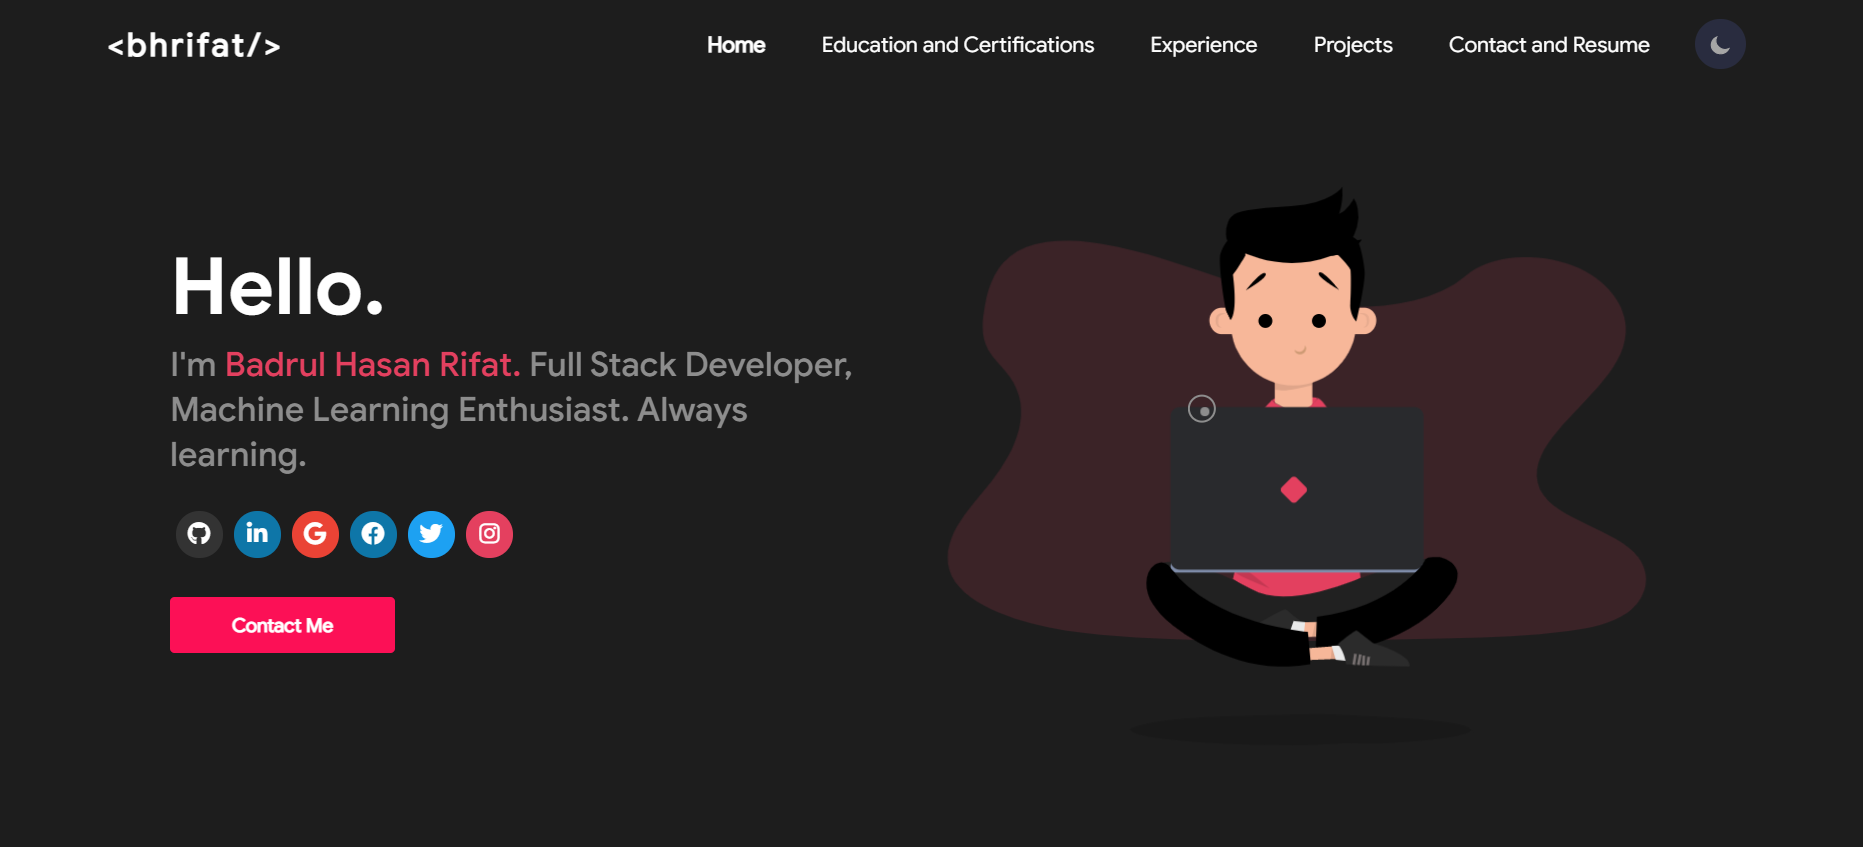 <bhrifat/>
Home Education and Certifications Experience Projects Contact and Resume
Hello.
I'm Badrul Hasan Rifat. Full Stack Developer,
Machine Learning Enthusiast. Always
learning.
Contact Me